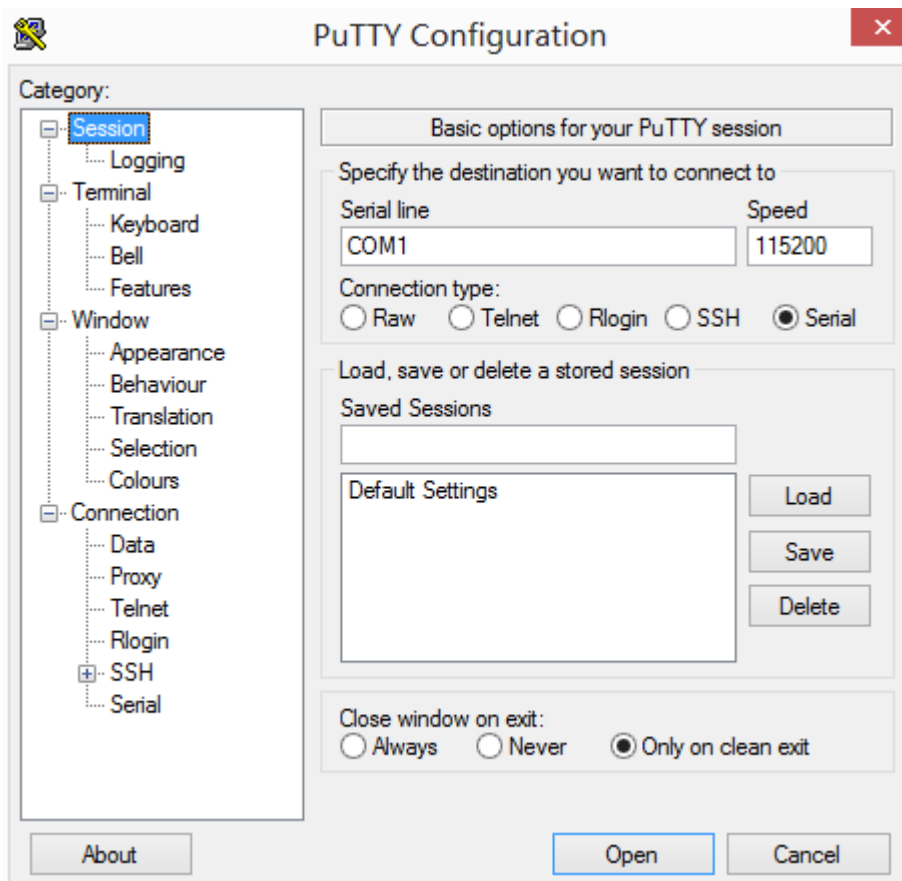 PuTTY Configuration
Category:
Session
Logging
Terminal
Keyboard
Bell
Features
Window
Appearance
Behaviour
Translation
Selection
Colours
Connection
Data
Proxy
Telnet
Rlogin
SSH
Serial
Basic options for your PuTTY session
Specify the destination you want to connect to
Serial line Speed
COM1 115200
Connection type:
Raw Telnet Rlogin SSH Serial
Load, save or delete a stored session
Saved Sessions
Default Settings
Load
Save
Delete
Close window on exit:
Always Never Only on clean exit
About Open Cancel